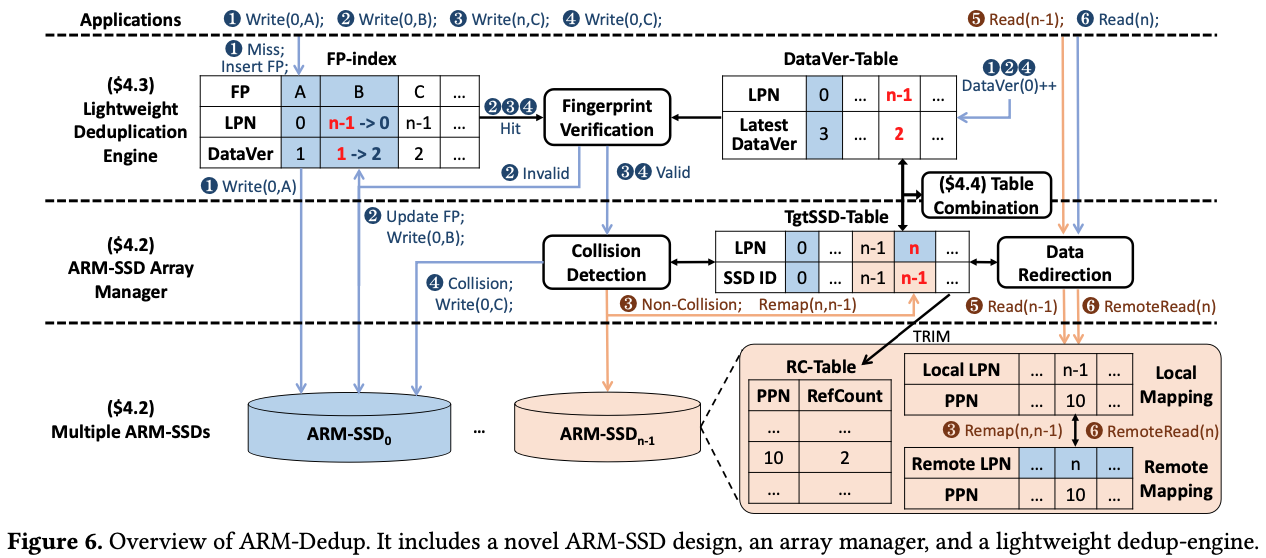 Applications
❶ Write(0,A); ❷ Write(0,B); ❸ Write(n,C); ❹ Write(0,C);
❺ Read(n-1); ❻ Read(n);
($4.3)
Lightweight
Deduplication
Engine
❶ Miss;
Insert FP;
FP-index
FP A B C ...
LPN 0 n-1 -> 0 n-1 ...
DataVer 1 1 -> 2 2 ...
❷❸❹
Hit
Fingerprint
Verification
DataVer-Table
LPN 0 ... n-1 ...
Latest
DataVer 3 ... 2 ...
❶❷❹
DataVer(0)++
❶ Write(0,A)
❷ Invalid
❸❹ Valid
($4.4) Table
Combination
($4.2)
ARM-SSD Array
Manager
❷ Update FP;
Write(0,B);
❹ Collision;
Write(0,C);
Collision
Detection
TgtSSD-Table
LPN 0 ... n-1 n ...
SSD ID 0 ... n-1 n-1 ...
Data
Redirection
❸ Non-Collision; Remap(n,n-1)
❺ Read(n-1) ❻ RemoteRead(n)
TRIM
($4.2)
Multiple ARM-SSDs
ARM-SSD0
...
ARM-SSDn-1
RC-Table
PPN RefCount
... ...
10 2
... ...
Local LPN ... n-1 ...
PPN ... 10 ...
Local
Mapping
❸ Remap(n,n-1) ❻ RemoteRead(n)
Remote LPN ... n ...
PPN ... 10 ...
Remote
Mapping
Figure 6. Overview of ARM-Dedup. It includes a novel ARM-SSD design, an array manager, and a lightweight dedup-engine.